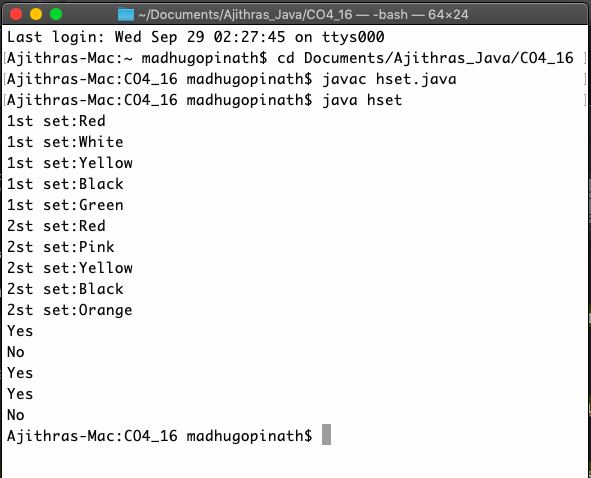 ~/Documents/Ajithras_Java/CO4_16 — -bash — 64×24
Last login: Wed Sep 29 02:27:45 on ttys000
[Ajithras-Mac:~ madhugopinath$ cd Documents/Ajithras_Java/CO4_16 ]
[Ajithras-Mac:CO4_16 madhugopinath$ javac hset.java ]
[Ajithras-Mac:CO4_16 madhugopinath$ java hset ]
1st set:Red
1st set:White
1st set:Yellow
1st set:Black
1st set:Green
2st set:Red
2st set:Pink
2st set:Yellow
2st set:Black
2st set:Orange
Yes
No
Yes
Yes
No
Ajithras-Mac:CO4_16 madhugopinath$